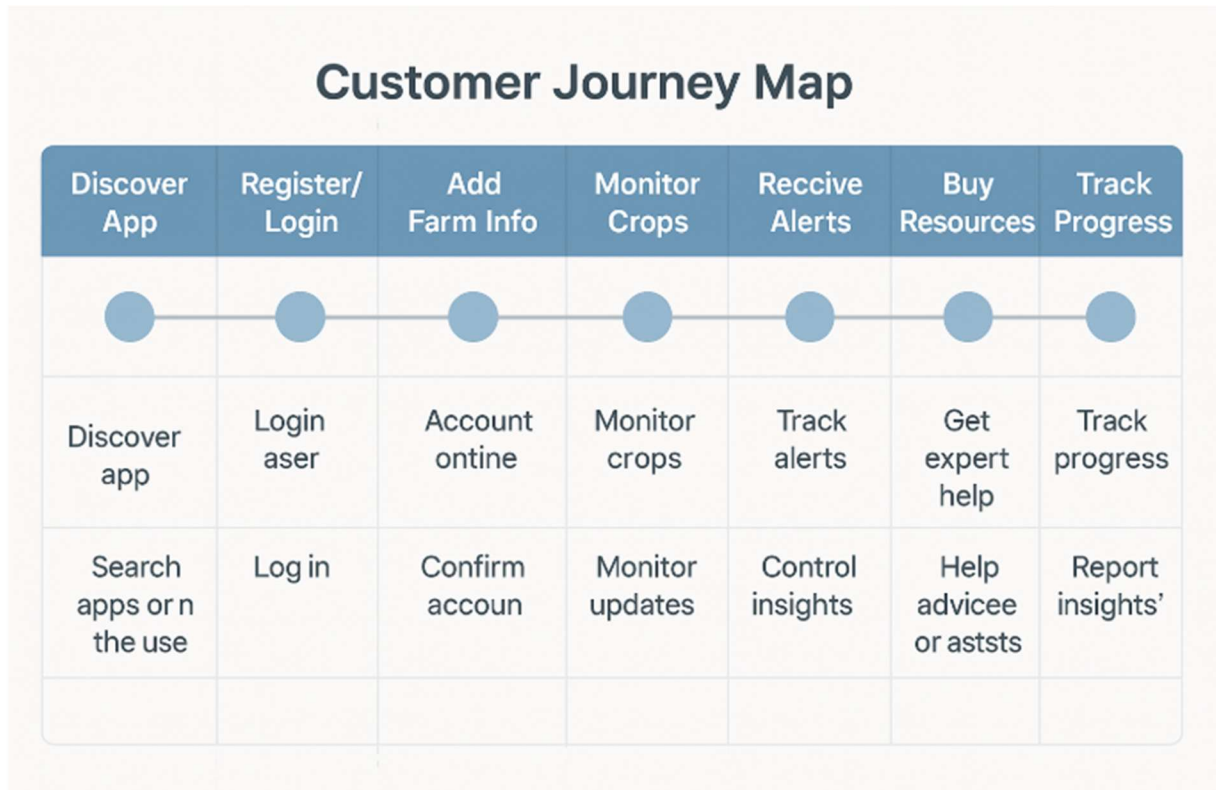 Customer Journey Map
Discover
App
Register/
Login
Add
Farm Info
Monitor
Crops
Reccive
Alerts
Buy
Resources
Track
Progress
Discover
app
Login
aser
Account
ontine
Monitor
crops
Track
alerts
Get
expert
help
Track
progress
Search
apps or n
the use
Log in
Confirm
accoun
Monitor
updates
Control
insights
Help
advicee
or aststs
Report
insights’